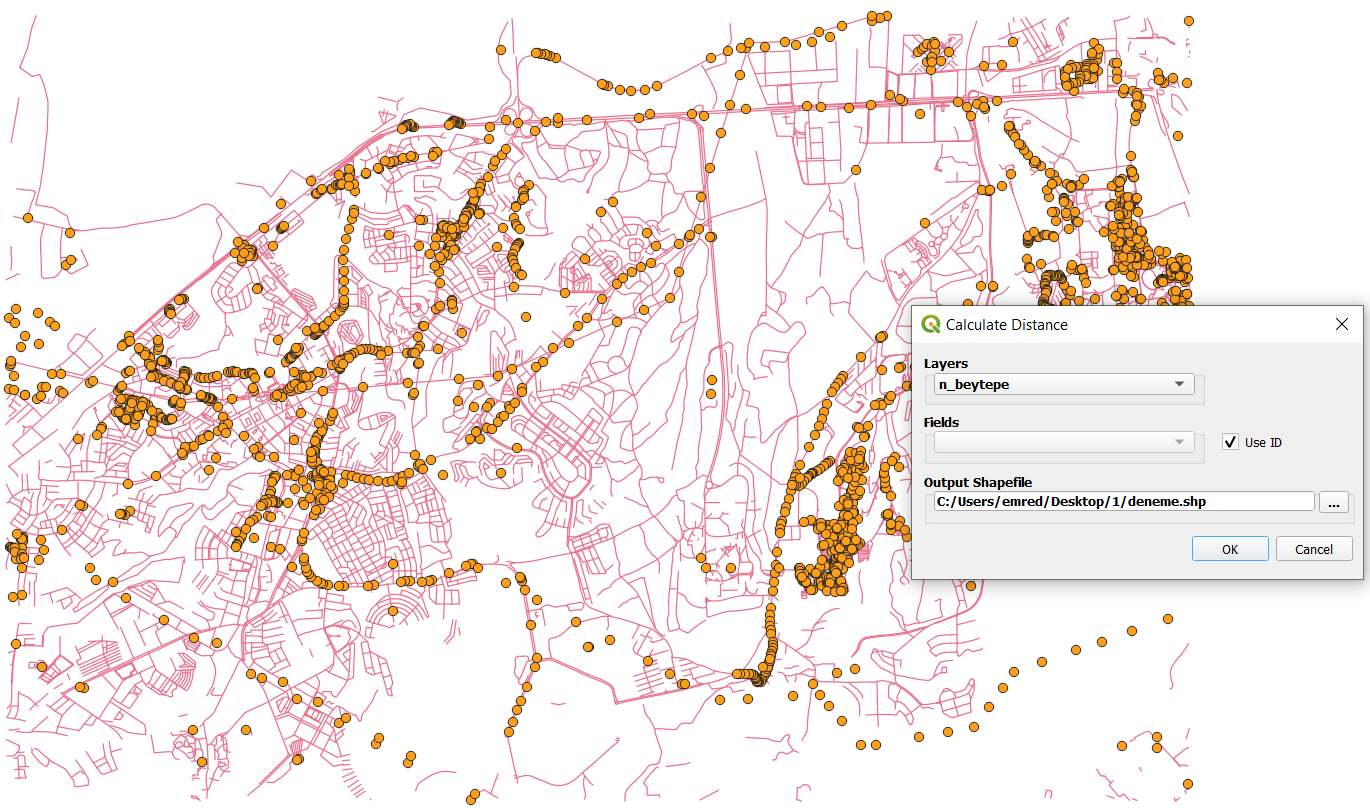 Calculate Distance
Layers
n_beytepe
Fields
Use ID
Output Shapefile
C:/Users/emred/Desktop/1/deneme.shp
...
OK
Cancel